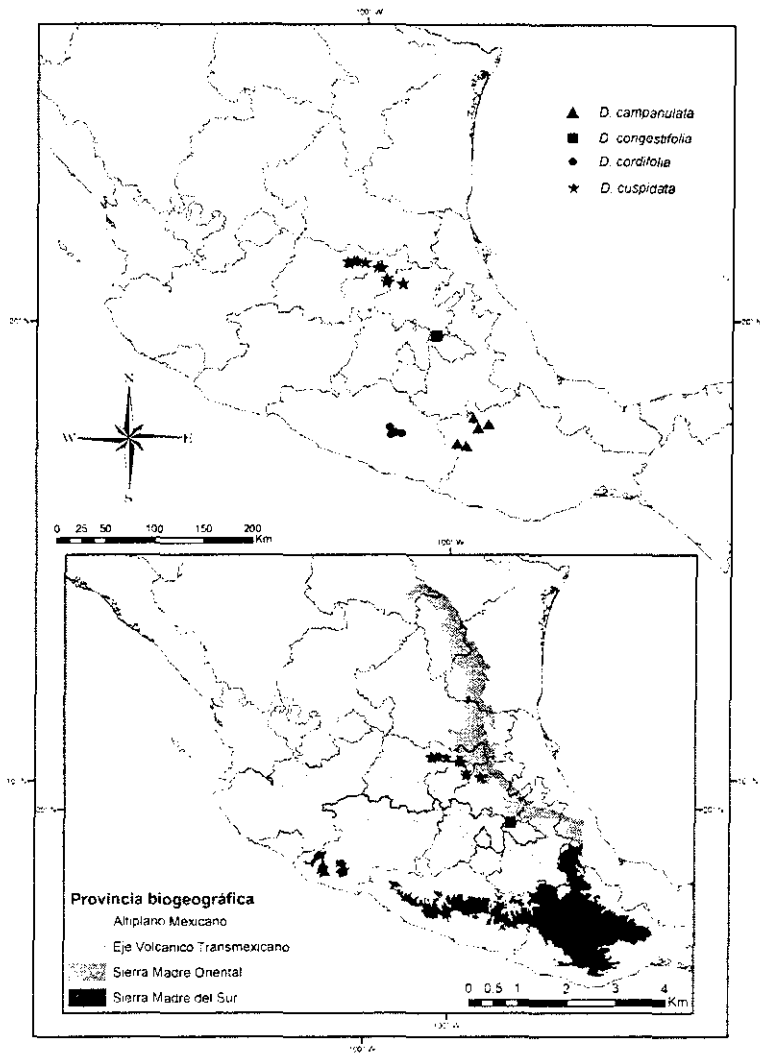 100° W
D. campanulata
D. congestifolia
D. cordifolia
D. cuspidata
20° N
20° N
N
W E
S
0 25 50 100 150 200
Km
100° W
20° N
Provincia biogeográfica
Altiplano Mexicano
Eje Volcanico Transmexicano
Sierra Madre Oriental
Sierra Madre del Sur
0 0.5 1 2 3 4
Km
100° W
100° W